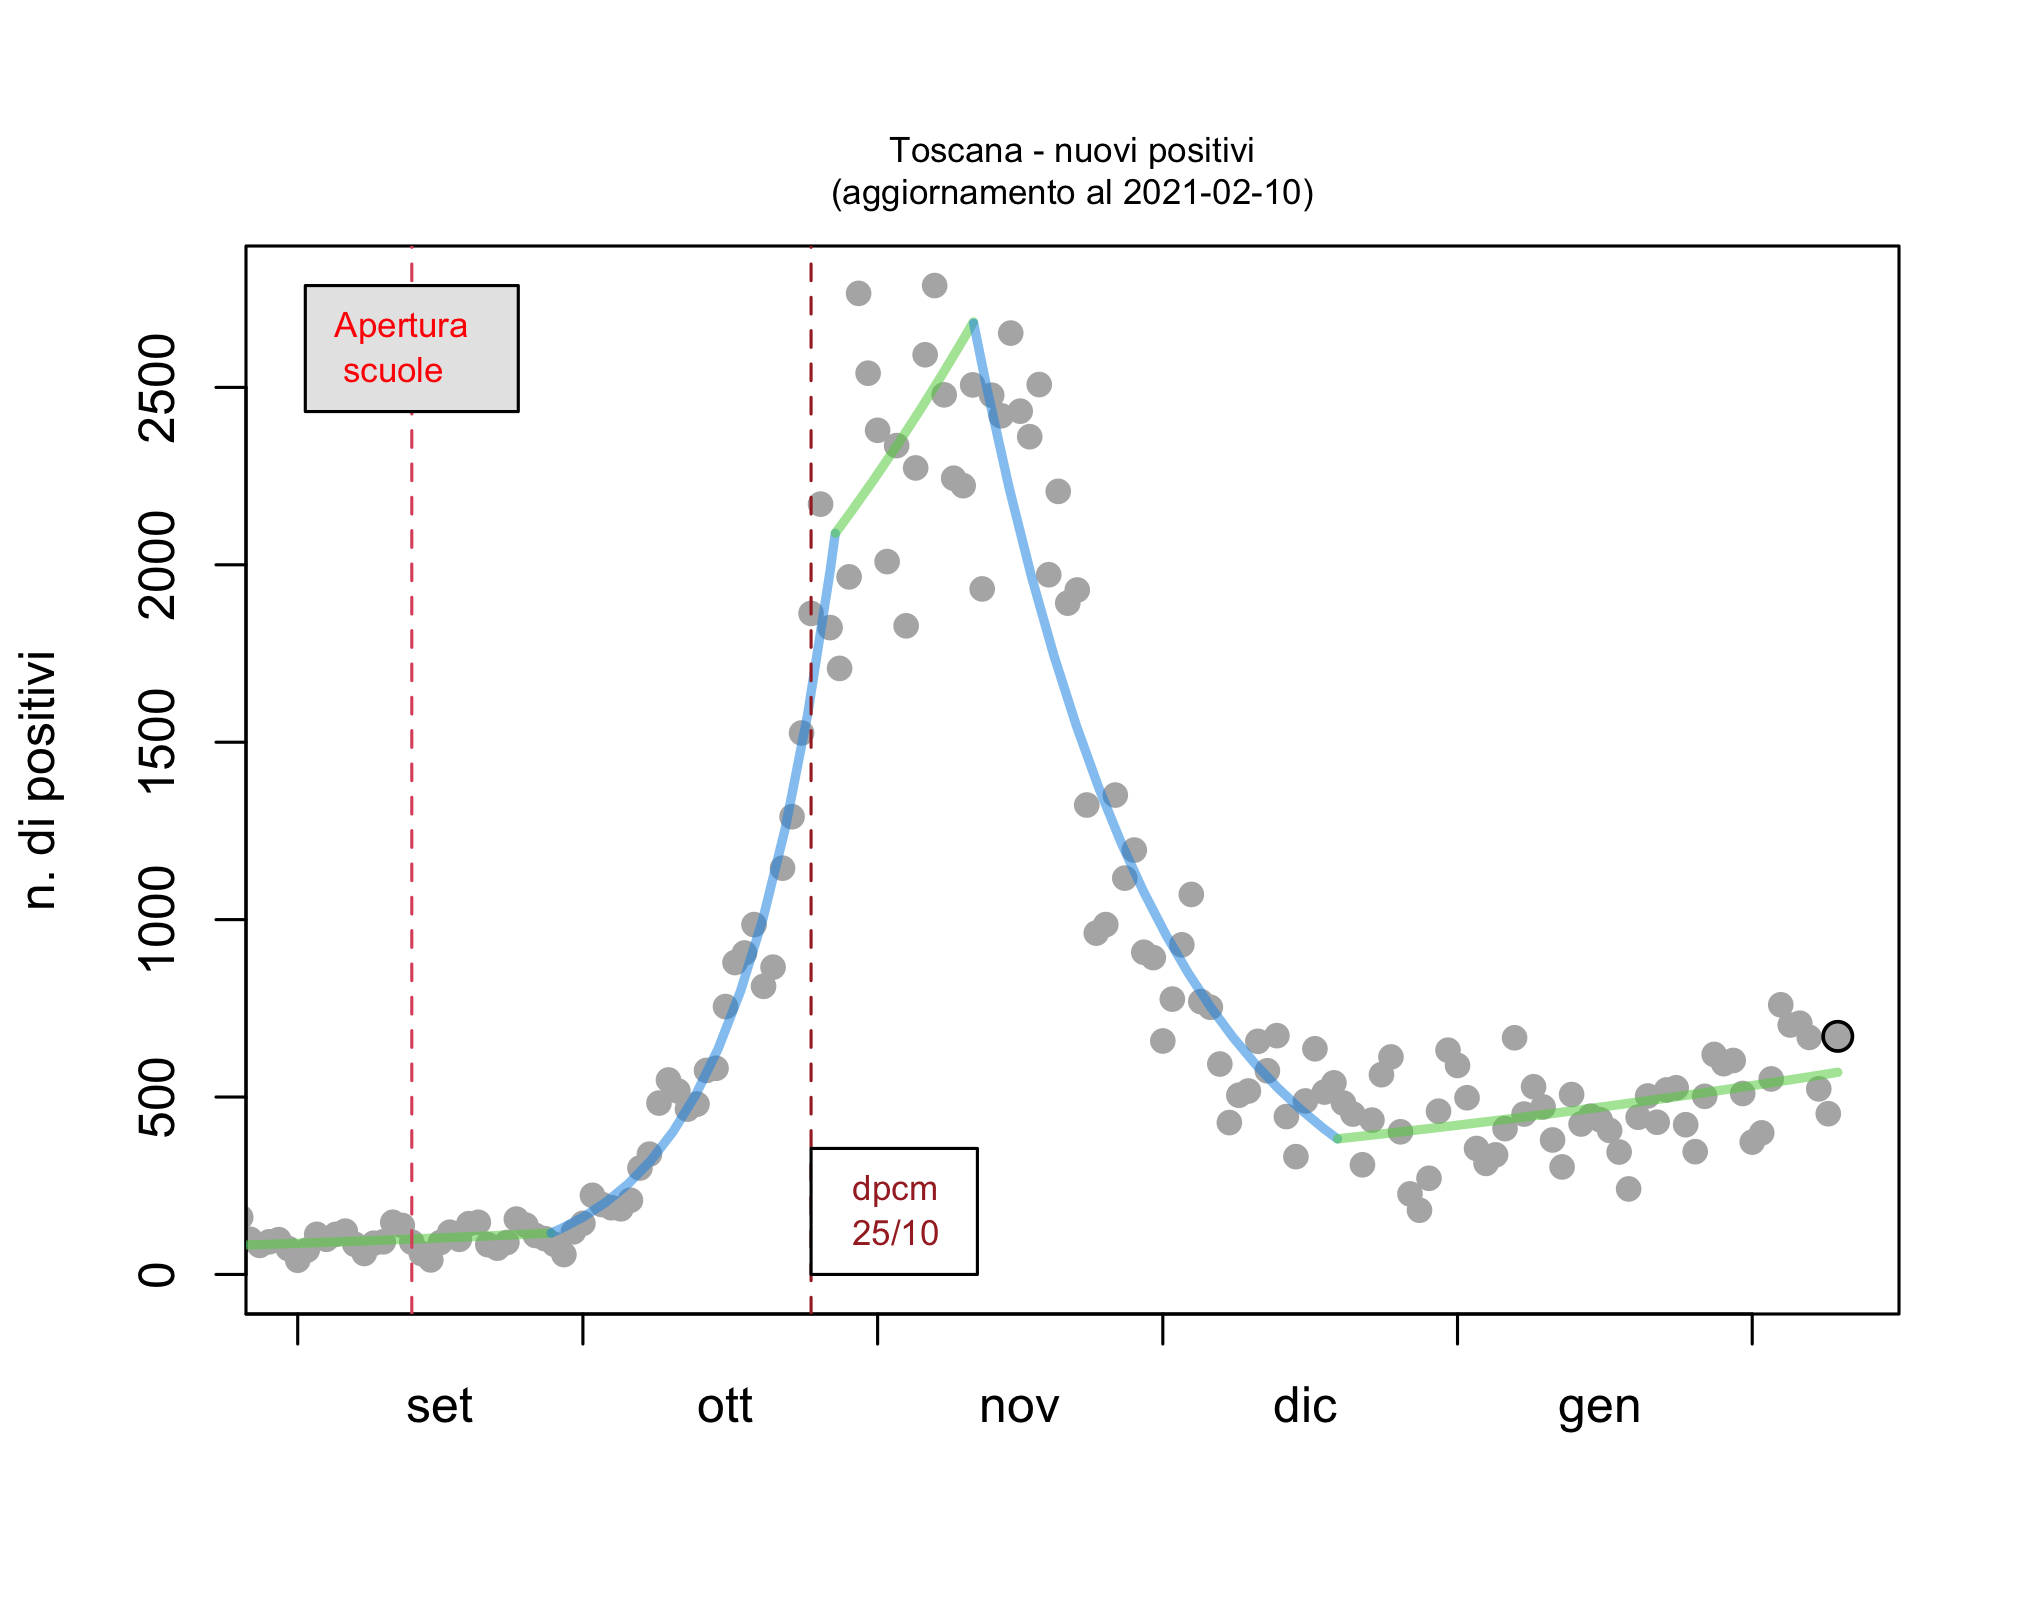 Toscana - nuovi positivi
(aggiornamento al 2021-02-10)
Apertura
scuole
n. di positivi
2500
2000
1500
1000
500
0
dpcm
25/10
set
ott
nov
dic
gen